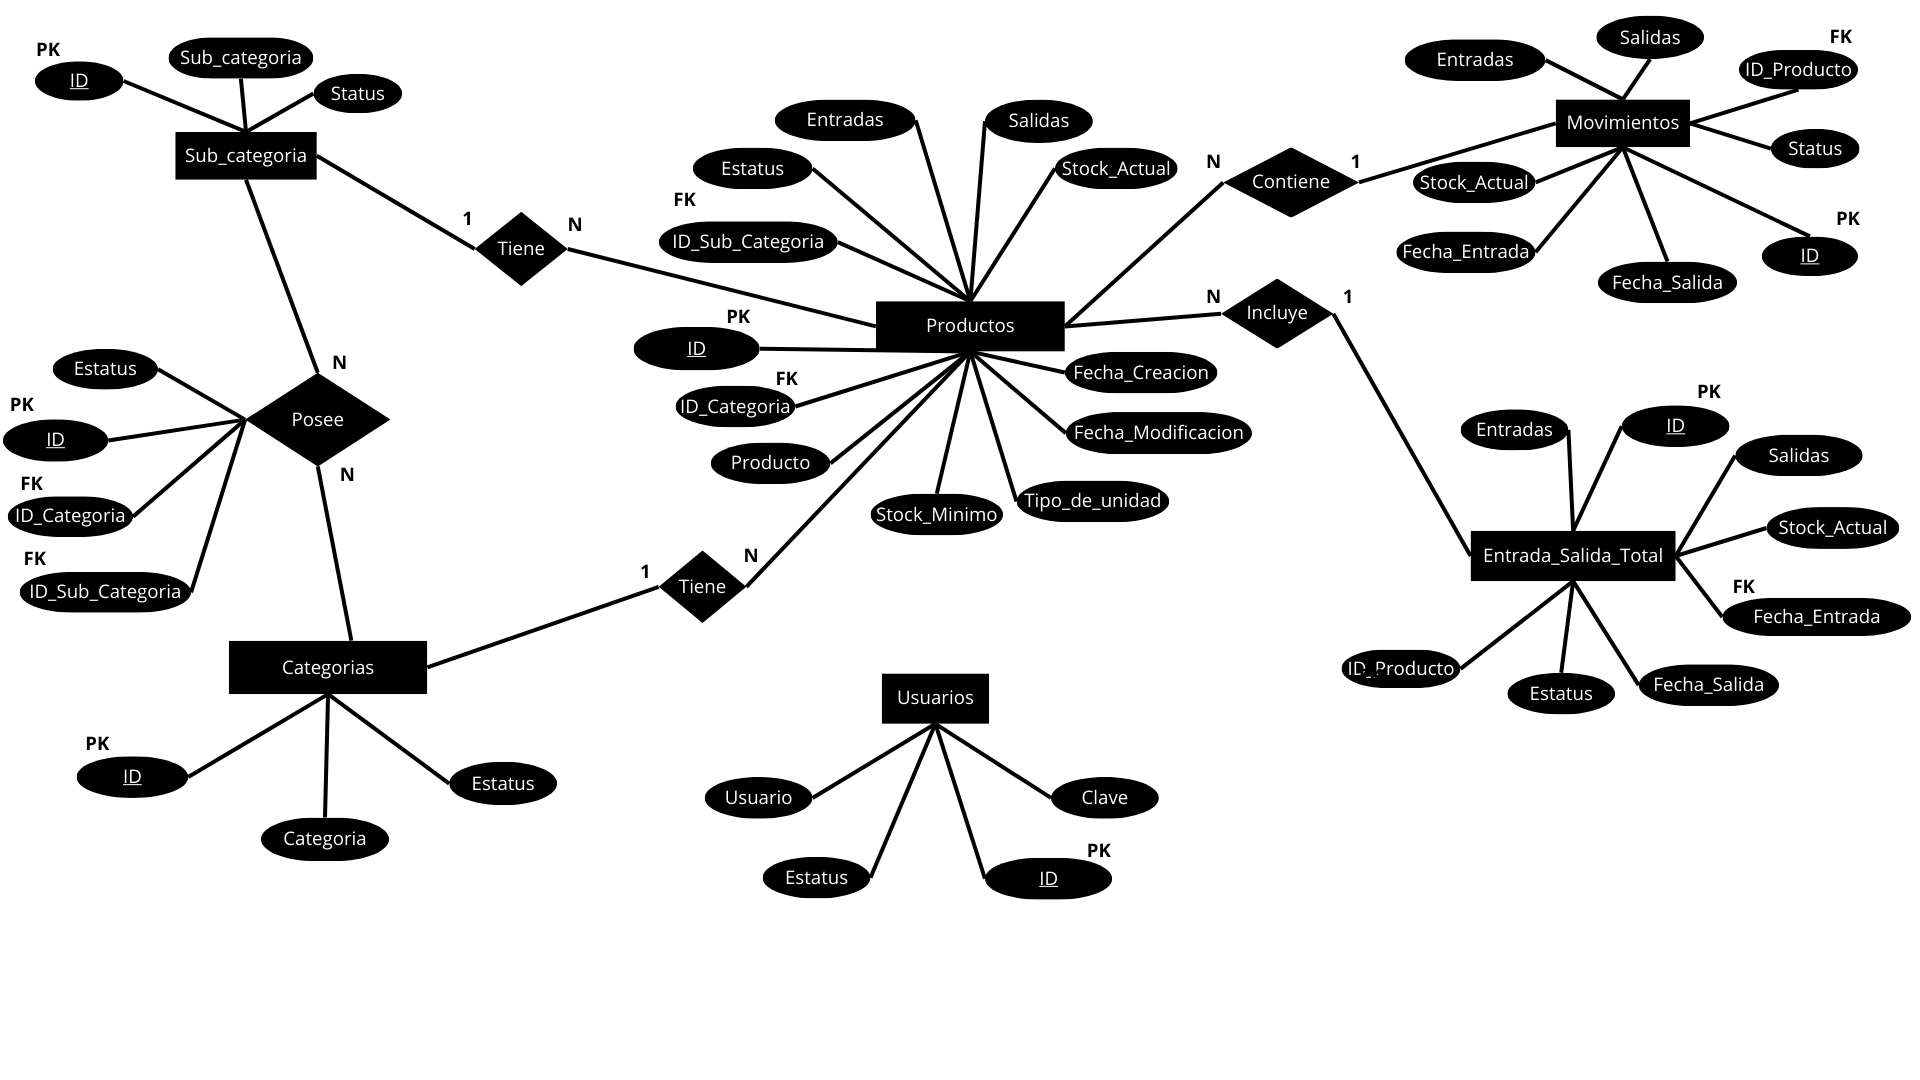 PK
ID
Sub_categoria
Status
Sub_categoria
1
Tiene
N
Entradas
Salidas
Estatus
Stock_Actual
FK
ID_Sub_Categoria
Productos
PK
ID
FK
ID_Categoria
Producto
Stock_Minimo
Tipo_de_unidad
Fecha_Modificacion
Fecha_Creacion
N
Contiene
1
Entradas
Salidas
FK
ID_Producto
Movimientos
Status
Stock_Actual
Fecha_Entrada
Fecha_Salida
PK
ID
N
Incluye
1
Entradas
PK
ID
Salidas
Stock_Actual
Entrada_Salida_Total
FK
Fecha_Entrada
ID_Producto
Estatus
Fecha_Salida
N
Posee
N
Estatus
PK
ID
FK
ID_Categoria
FK
ID_Sub_Categoria
1
Tiene
N
Categorias
PK
ID
Categoria
Estatus
Usuarios
Usuario
Clave
Estatus
PK
ID